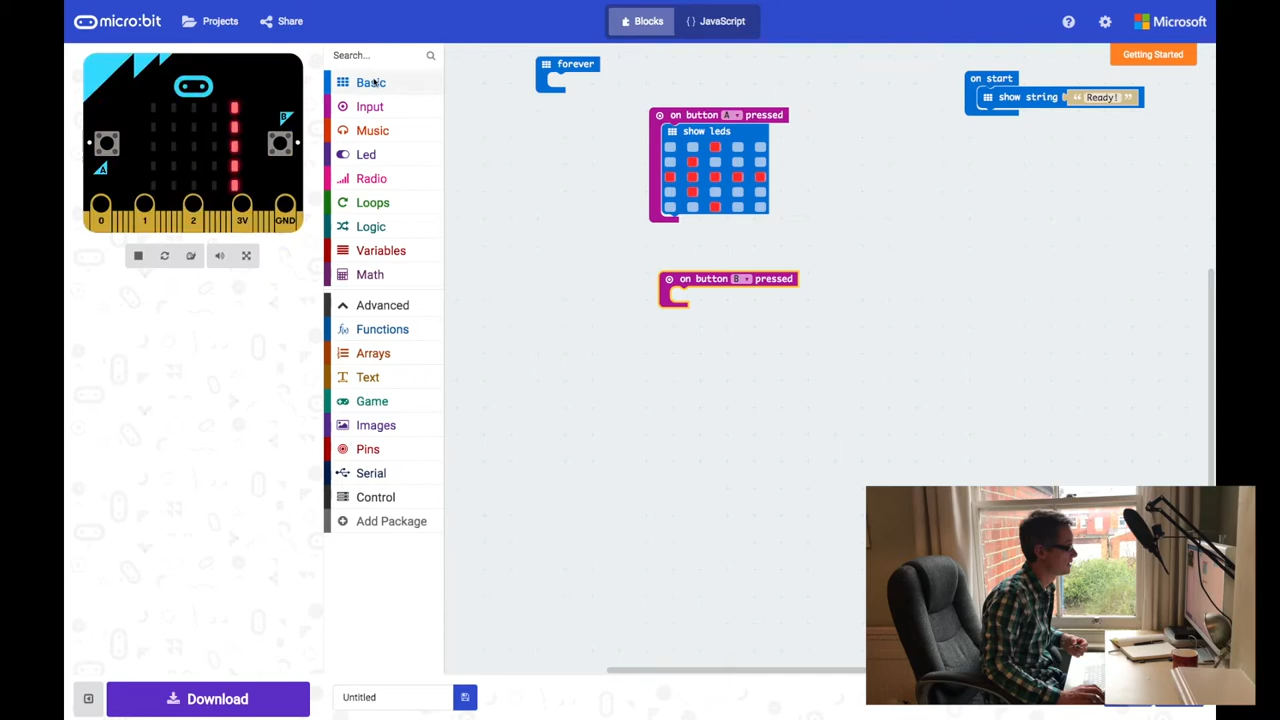 micro:bit
Projects
Share
Blocks
{ } JavaScript
?
Microsoft
Getting Started
Search...
Basic
Input
Music
Led
Radio
Loops
Logic
Variables
Math
Advanced
Functions
Arrays
Text
Game
Images
Pins
Serial
Control
Add Package
A
B
0 1 2 3V GND
forever
on button A pressed
show leds
on button B pressed
on start
show string “ Ready! ”
Download
Untitled